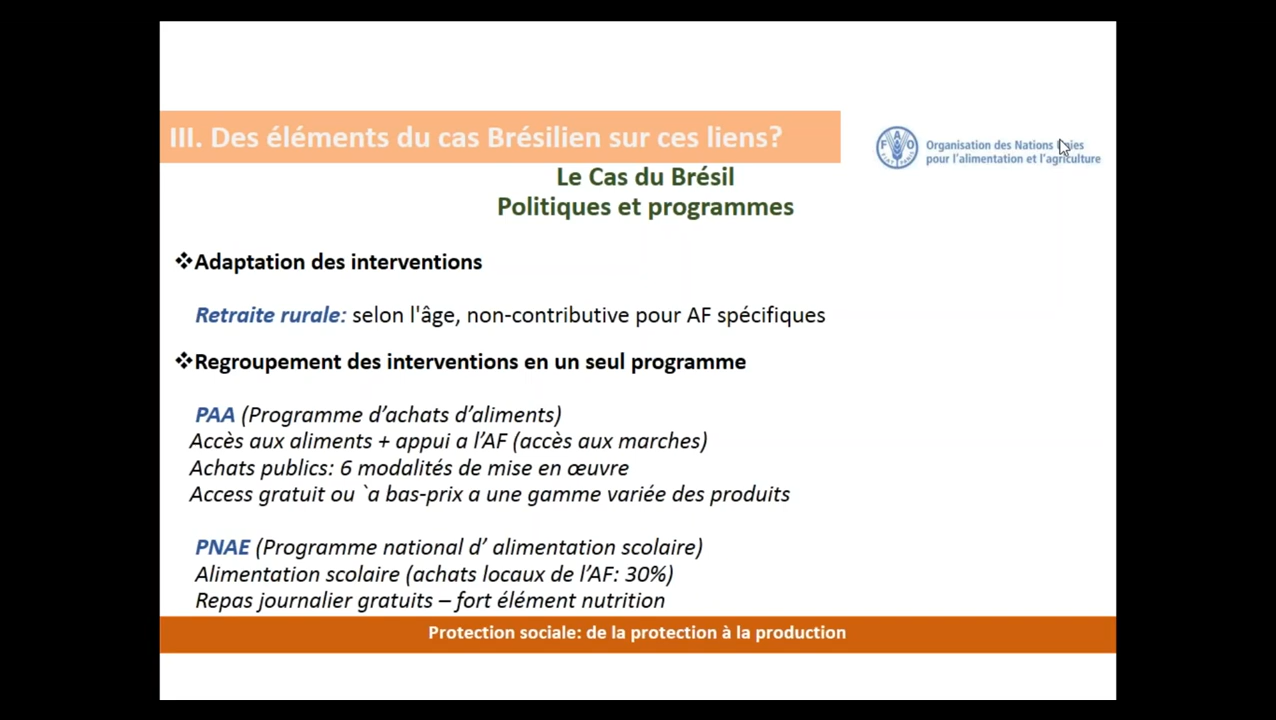 III. Des éléments du cas Brésilien sur ces liens?
F A O
FIAT PANIS
Organisation des Nations
pour l'alimentation et l'agriculture
Le Cas du Brésil
Politiques et programmes
❖Adaptation des interventions
Retraite rurale: selon l'âge, non-contributive pour AF spécifiques
❖Regroupement des interventions en un seul programme
PAA (Programme d’achats d’aliments)
Accès aux aliments + appui a l’AF (accès aux marches)
Achats publics: 6 modalités de mise en œuvre
Access gratuit ou `a bas-prix a une gamme variée des produits
PNAE (Programme national d’ alimentation scolaire)
Alimentation scolaire (achats locaux de l’AF: 30%)
Repas journalier gratuits – fort élément nutrition
Protection sociale: de la protection à la production